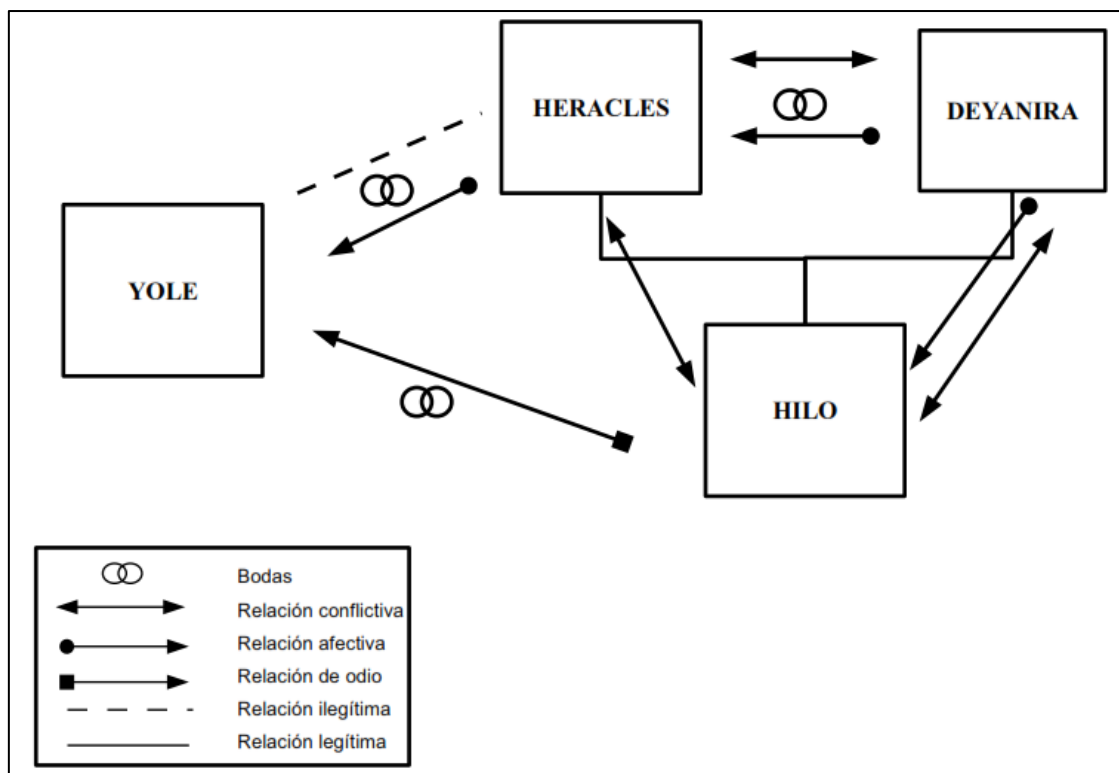 HERACLES
DEYANIRA
YOLE
HILO
Bodas
Relación conflictiva
Relación afectiva
Relación de odio
Relación ilegítima
Relación legítima